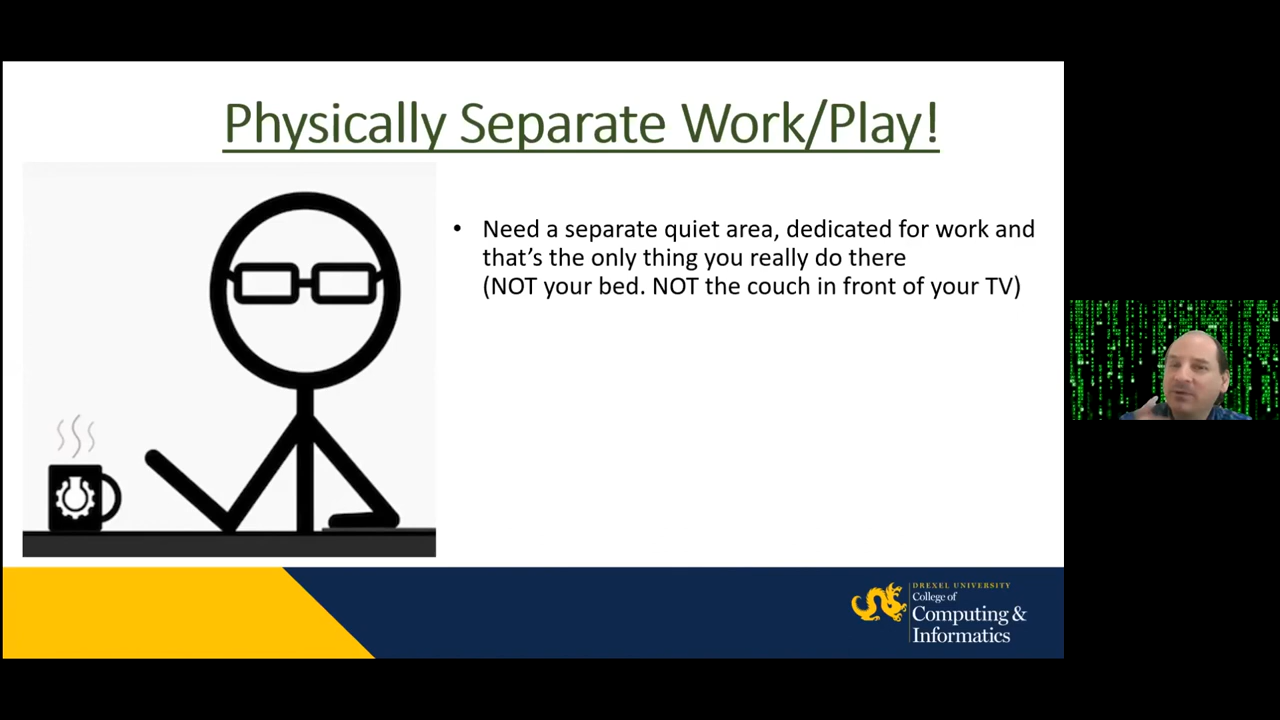 Physically Separate Work/Play!
• Need a separate quiet area, dedicated for work and
that's the only thing you really do there
(NOT your bed. NOT the couch in front of your TV)
DREXEL UNIVERSITY
College of
Computing &
Informatics